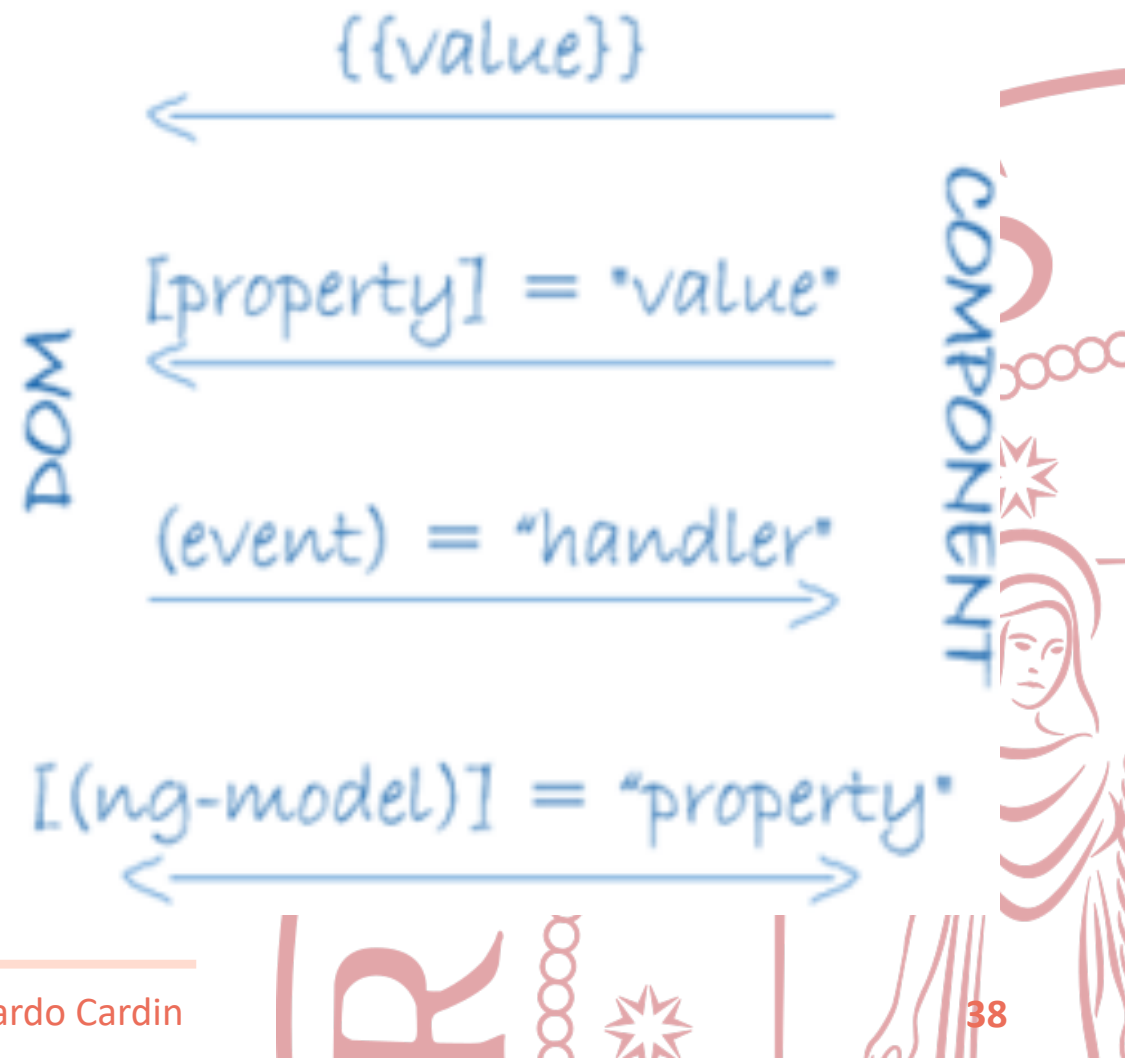 {{value}}
[property] = "value"
DOM
COMPONENT
(event) = "handler"
[(ng-model)] = "property"
ardo Cardin
R
38